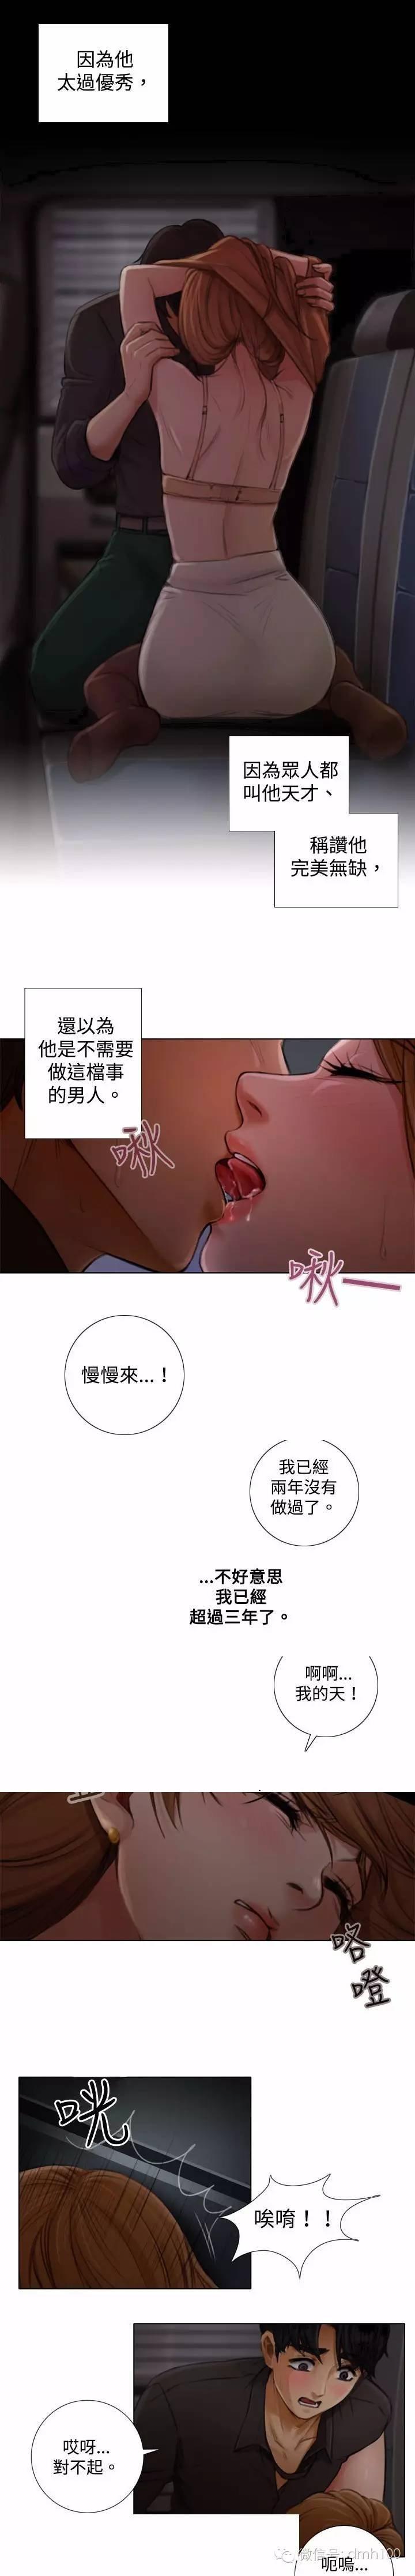 因為他
太過優秀，
因為眾人都
叫他天才、
稱讚他
完美無缺，
還以為
他是不需要
做這檔事
的男人。
啾
啾
慢慢來...！
我已經
兩年沒有
做過了。
...不好意思
我已經
超過三年了。
啊啊...
我的天！
咯
噔
咣
唉唷！！
哎呀...
對不起。
呃嗚...
微信号: dmh100